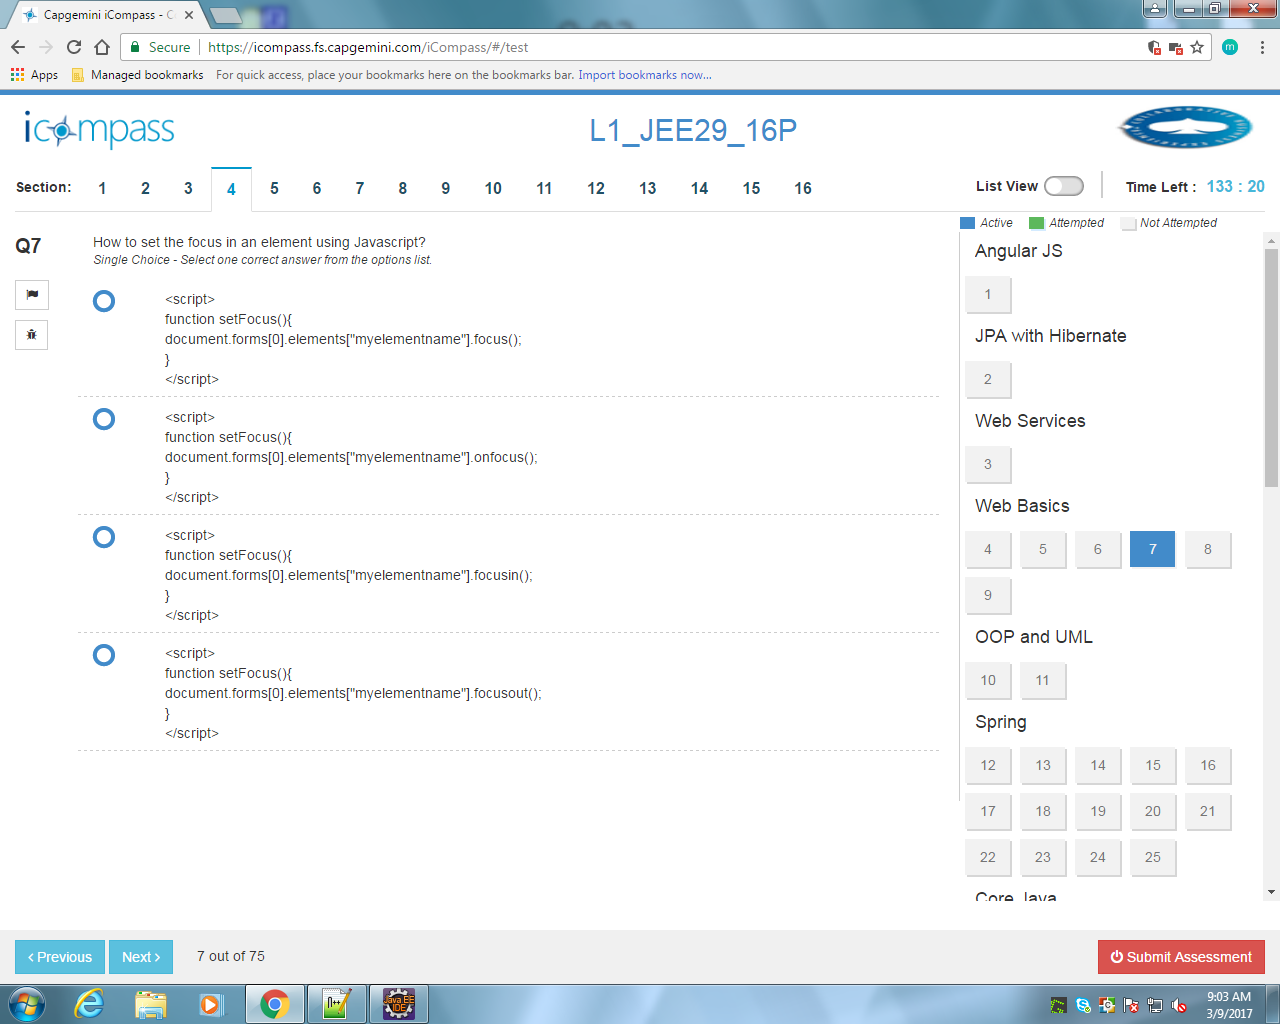 Capgemini iCompass - C
Secure
https://icompass.fs.capgemini.com/iCompass/#/test
m
Apps
Managed bookmarks
For quick access, place your bookmarks here on the bookmarks bar. Import bookmarks now...
icompass
L1_JEE29_16P
Section: 1 2 3 4 5 6 7 8 9 10 11 12 13 14 15 16
List View
Time Left : 133 : 20
Active Attempted Not Attempted
Q7
How to set the focus in an element using Javascript?
Single Choice - Select one correct answer from the options list.
<script>
function setFocus(){
document.forms[0].elements["myelementname"].focus();
}
</script>
<script>
function setFocus(){
document.forms[0].elements["myelementname"].onfocus();
}
</script>
<script>
function setFocus(){
document.forms[0].elements["myelementname"].focusin();
}
</script>
<script>
function setFocus(){
document.forms[0].elements["myelementname"].focusout();
}
</script>
Angular JS
1
JPA with Hibernate
2
Web Services
3
Web Basics
4 5 6 7 8
9
OOP and UML
10 11
Spring
12 13 14 15 16
17 18 19 20 21
22 23 24 25
Core Java
Previous
Next
7 out of 75
Submit Assessment
Java EE
IDE
9:03 AM
3/9/2017